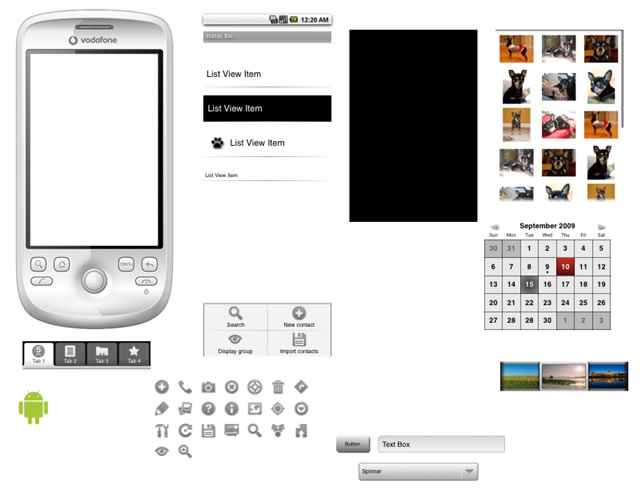 vodafone
menu
Tab 1
Tab 2
Tab 3
Tab 4
12:20 AM
Status Bar
List View Item
List View Item
List View Item
List View Item
Search
New contact
Display group
Import contacts
September 2009
Sun Mon Tue Wed Thu Fri Sat
30 31 1 2 3 4 5
6 7 8 9 10 11 12
13 14 15 16 17 18 19
20 21 22 23 24 25 26
27 28 29 30 1 2 3
Button
Text Box
Spinner